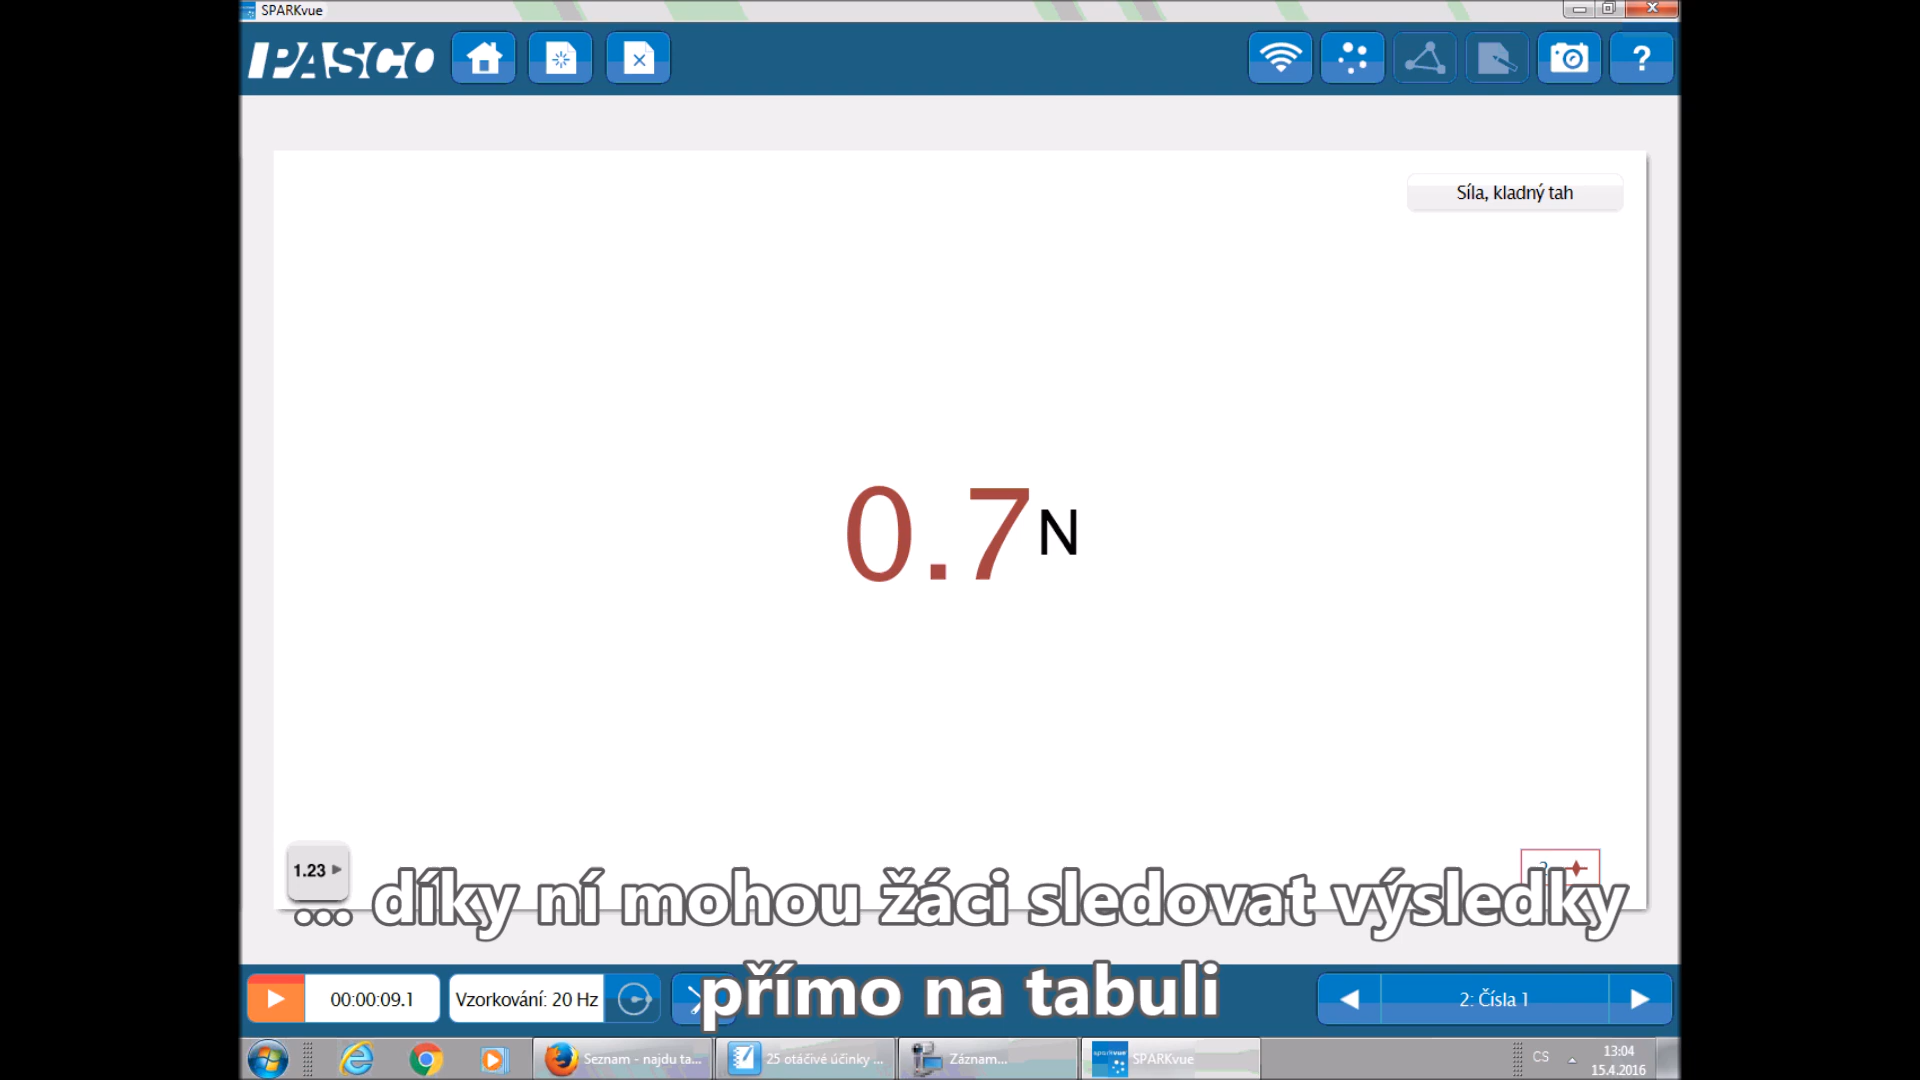 SPARKvue
PASCO
?
Síla, kladný tah
0.7 N
1.23
... díky ní mohou žáci sledovat výsledky
přímo na tabuli
00:00:09.1
Vzorkování: 20 Hz
2: Čísla 1
Seznam - najdu ta...
25 otáčivé účinky ...
Záznam...
SPARKvue
CS
13:04
15.4.2016